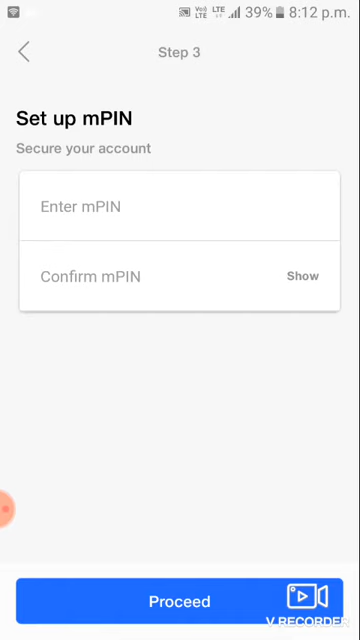 39% 8:12 p.m.
Step 3
Set up mPIN
Secure your account
Enter mPIN
Confirm mPIN
Show
Proceed
V RECORDER